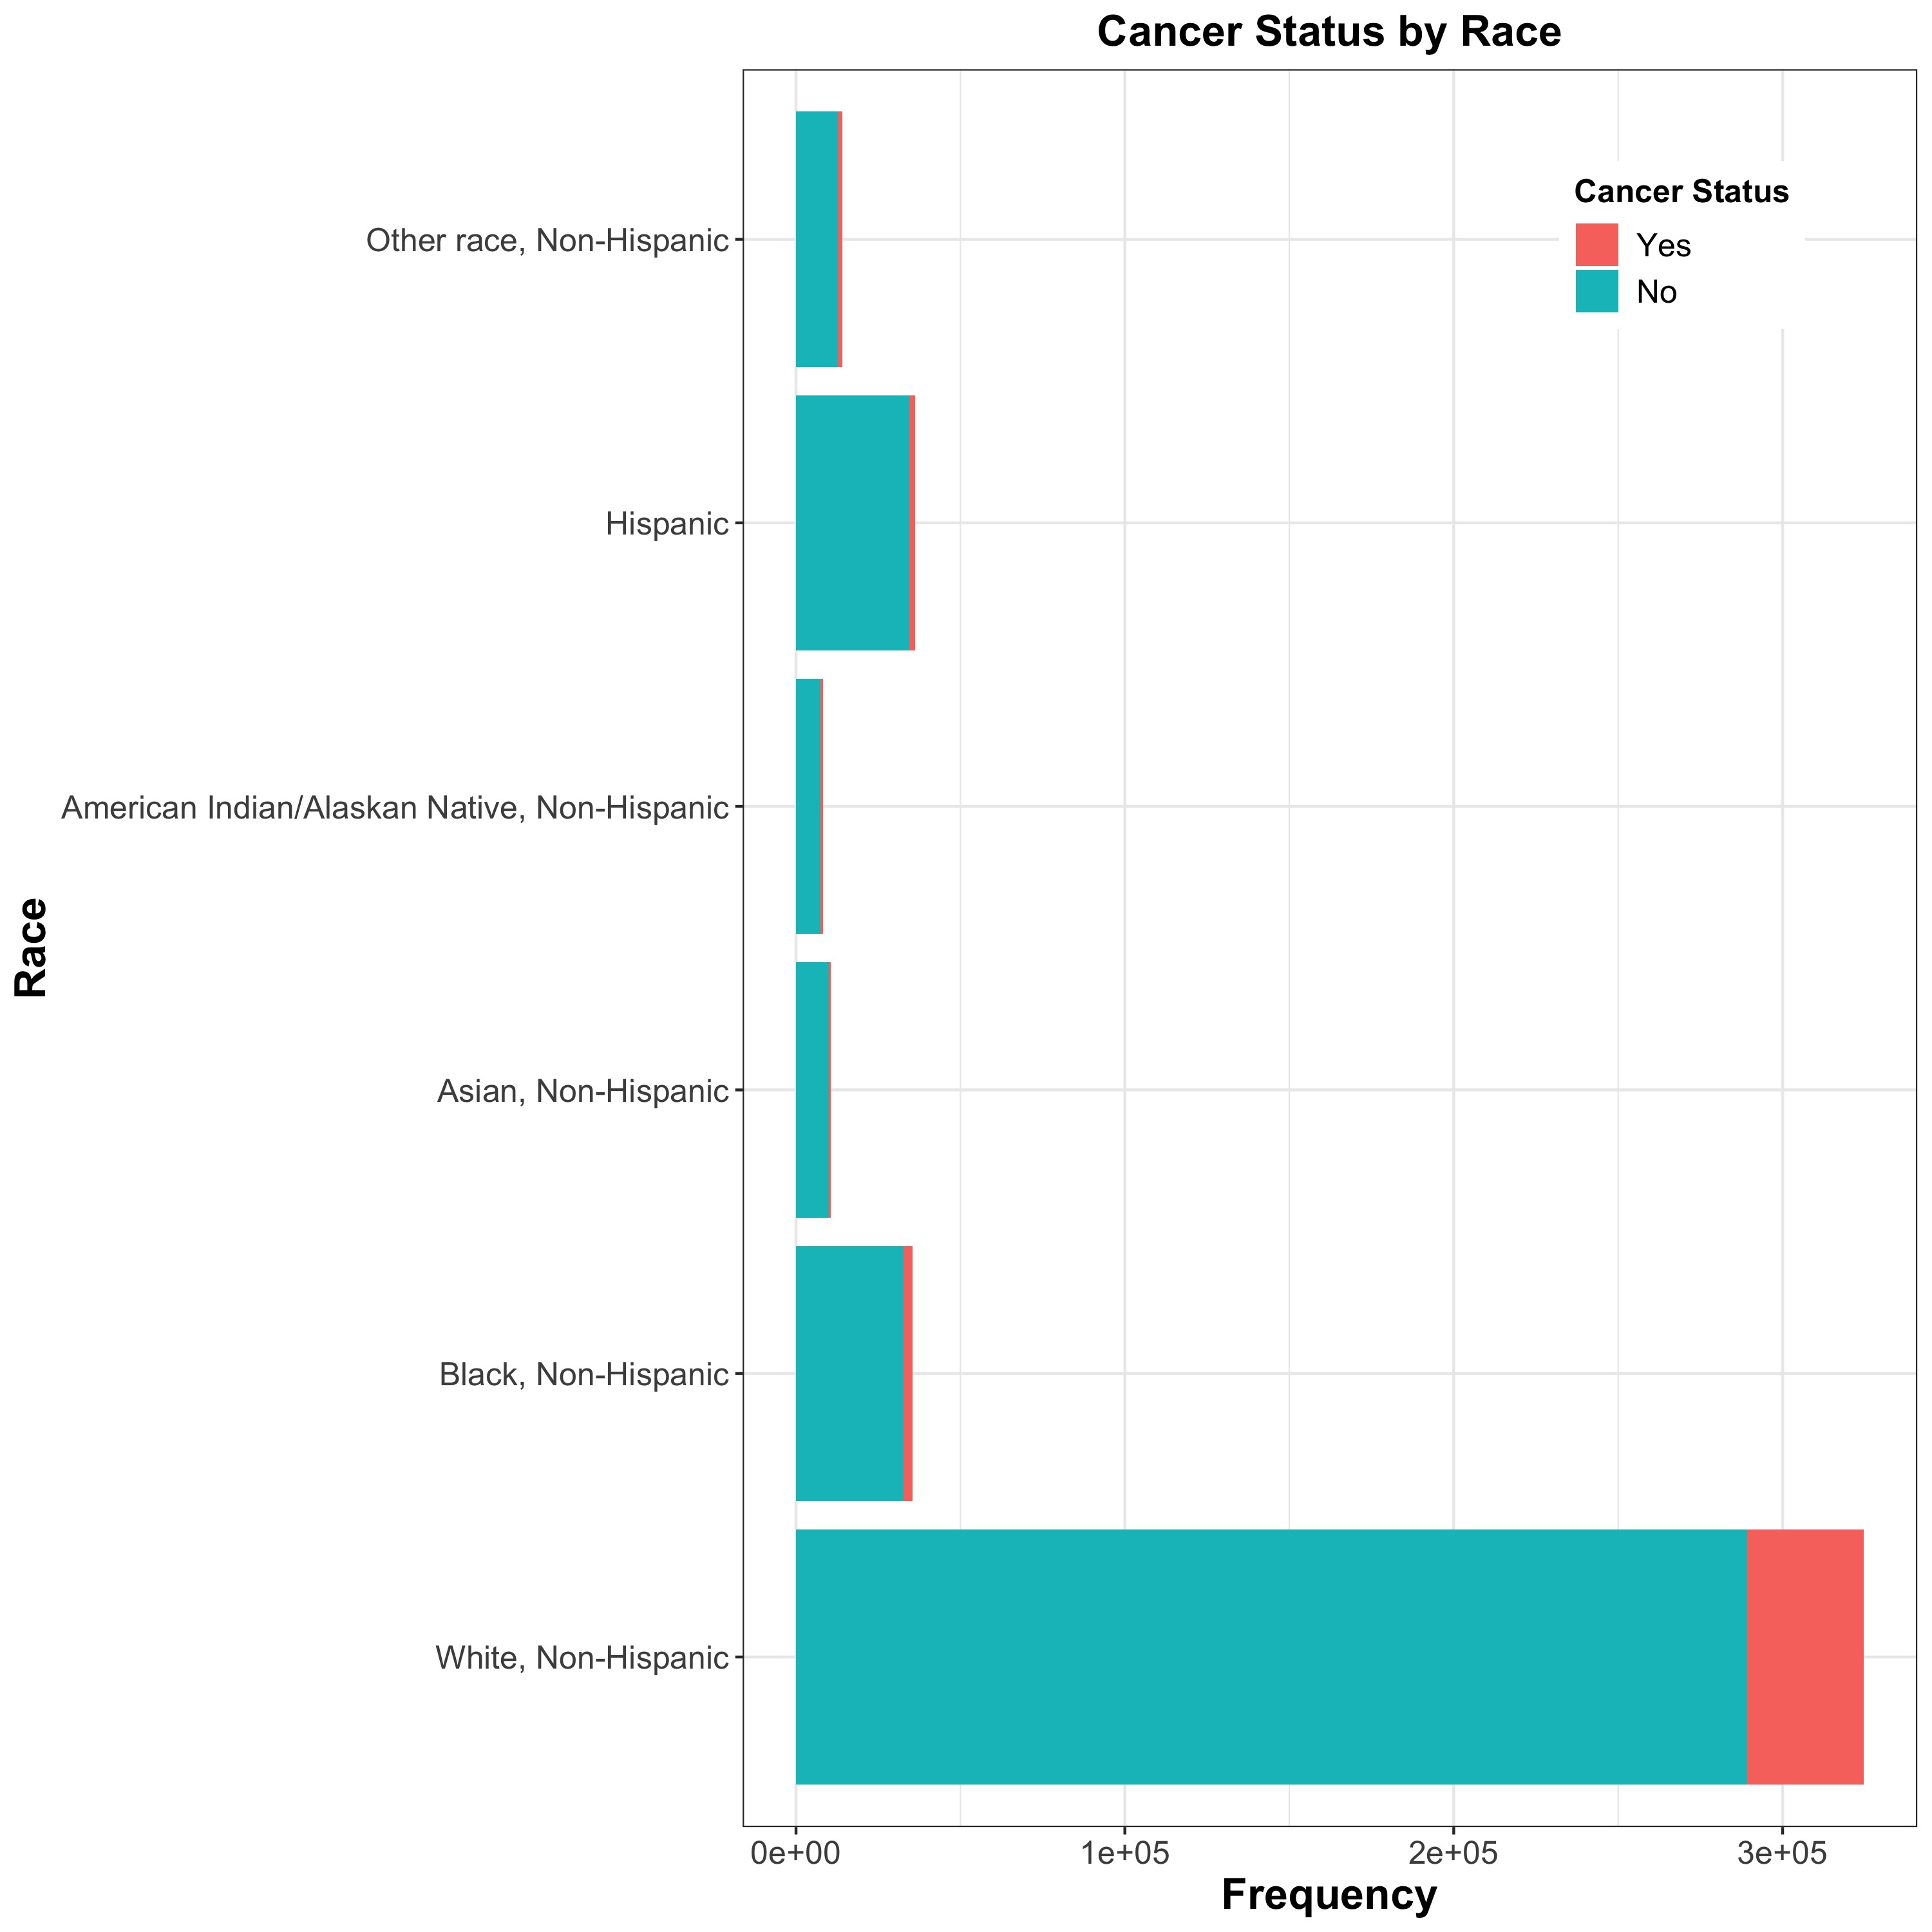 Cancer Status by Race
Cancer Status
Yes
No
Other race, Non-Hispanic
Hispanic
American Indian/Alaskan Native, Non-Hispanic
Asian, Non-Hispanic
Black, Non-Hispanic
White, Non-Hispanic
Race
0e+00 1e+05 2e+05 3e+05
Frequency